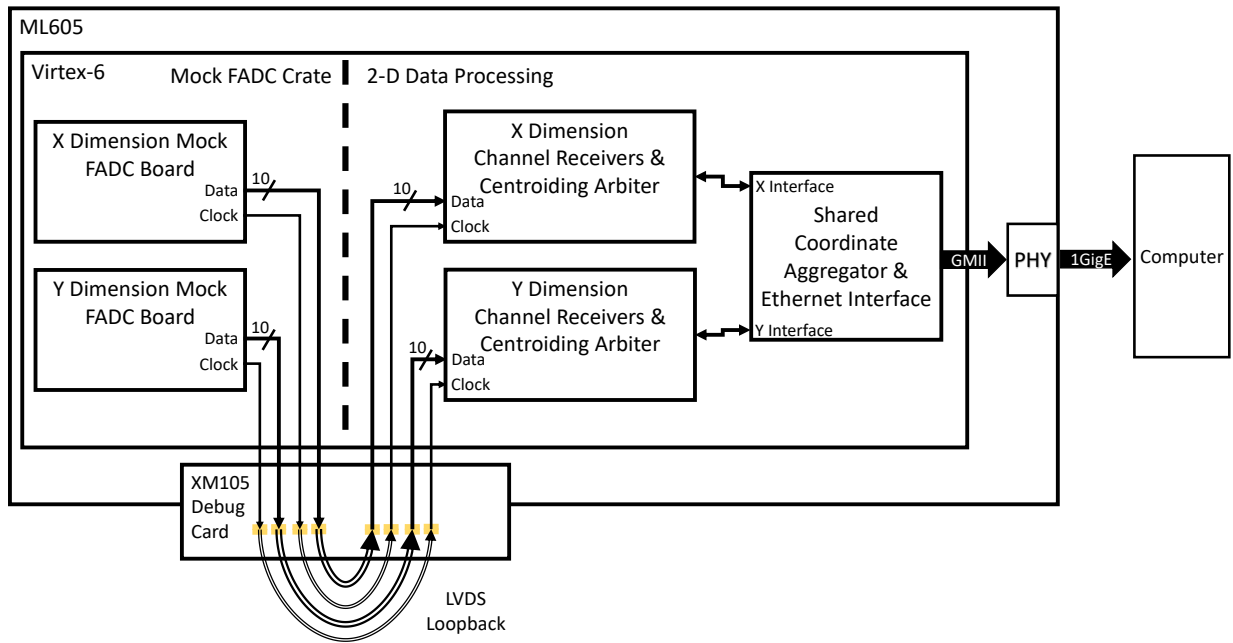 ML605
Virtex-6
Mock FADC Crate
2-D Data Processing
X Dimension Mock
FADC Board
Data
Clock
10
Y Dimension Mock
FADC Board
Data
Clock
10
X Dimension
Channel Receivers &
Centroiding Arbiter
10
Data
Clock
Y Dimension
Channel Receivers &
Centroiding Arbiter
10
Data
Clock
X Interface
Shared
Coordinate
Aggregator &
Ethernet Interface
Y Interface
GMII
PHY
1GigE
Computer
XM105
Debug
Card
LVDS
Loopback